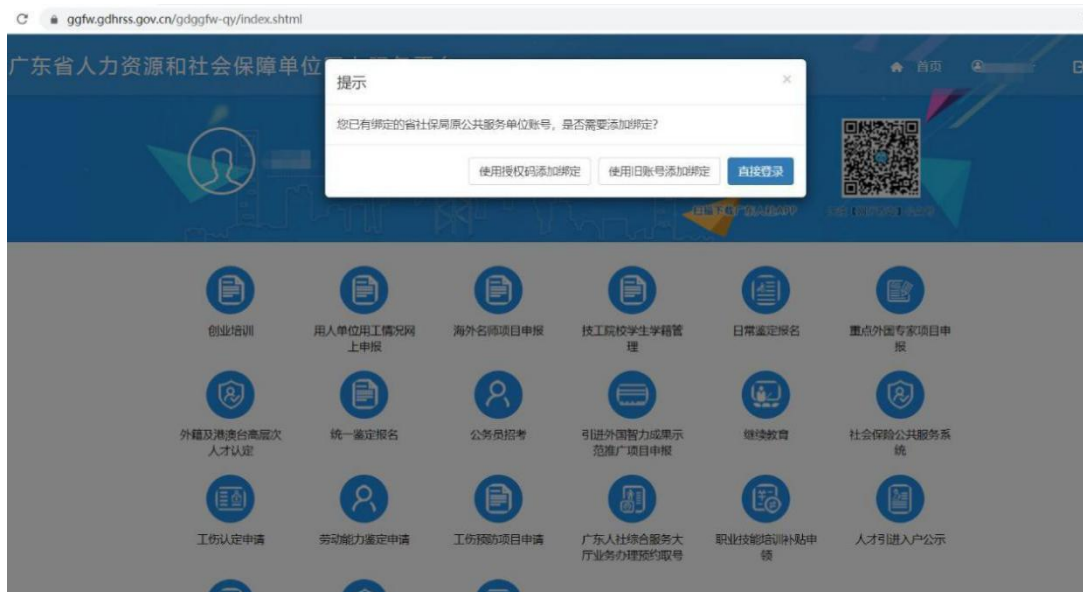 ggfw.gdhrss.gov.cn/gdggfw-qy/index.shtml
广东省人力资源和社会保障单位
首页
提示
×
您已有绑定的省社保局原公共服务单位账号，是否需要添加绑定？
使用授权码添加绑定
使用旧账号添加绑定
直接登录
扫描下载广东人社APP
创业培训
用人单位用工情况网
上申报
海外名师项目申报
技工院校学生学籍管
理
日常鉴定报名
重点外国专家项目申
报
外籍及港澳台高层次
人才认定
统一鉴定报名
公务员招考
引进外国智力成果示
范推广项目申报
继续教育
社会保险公共服务系
统
工伤认定申请
劳动能力鉴定申请
工伤预防项目申请
广东人社综合服务大
厅业务办理预约取号
职业技能培训补贴申
领
人才引进入户公示